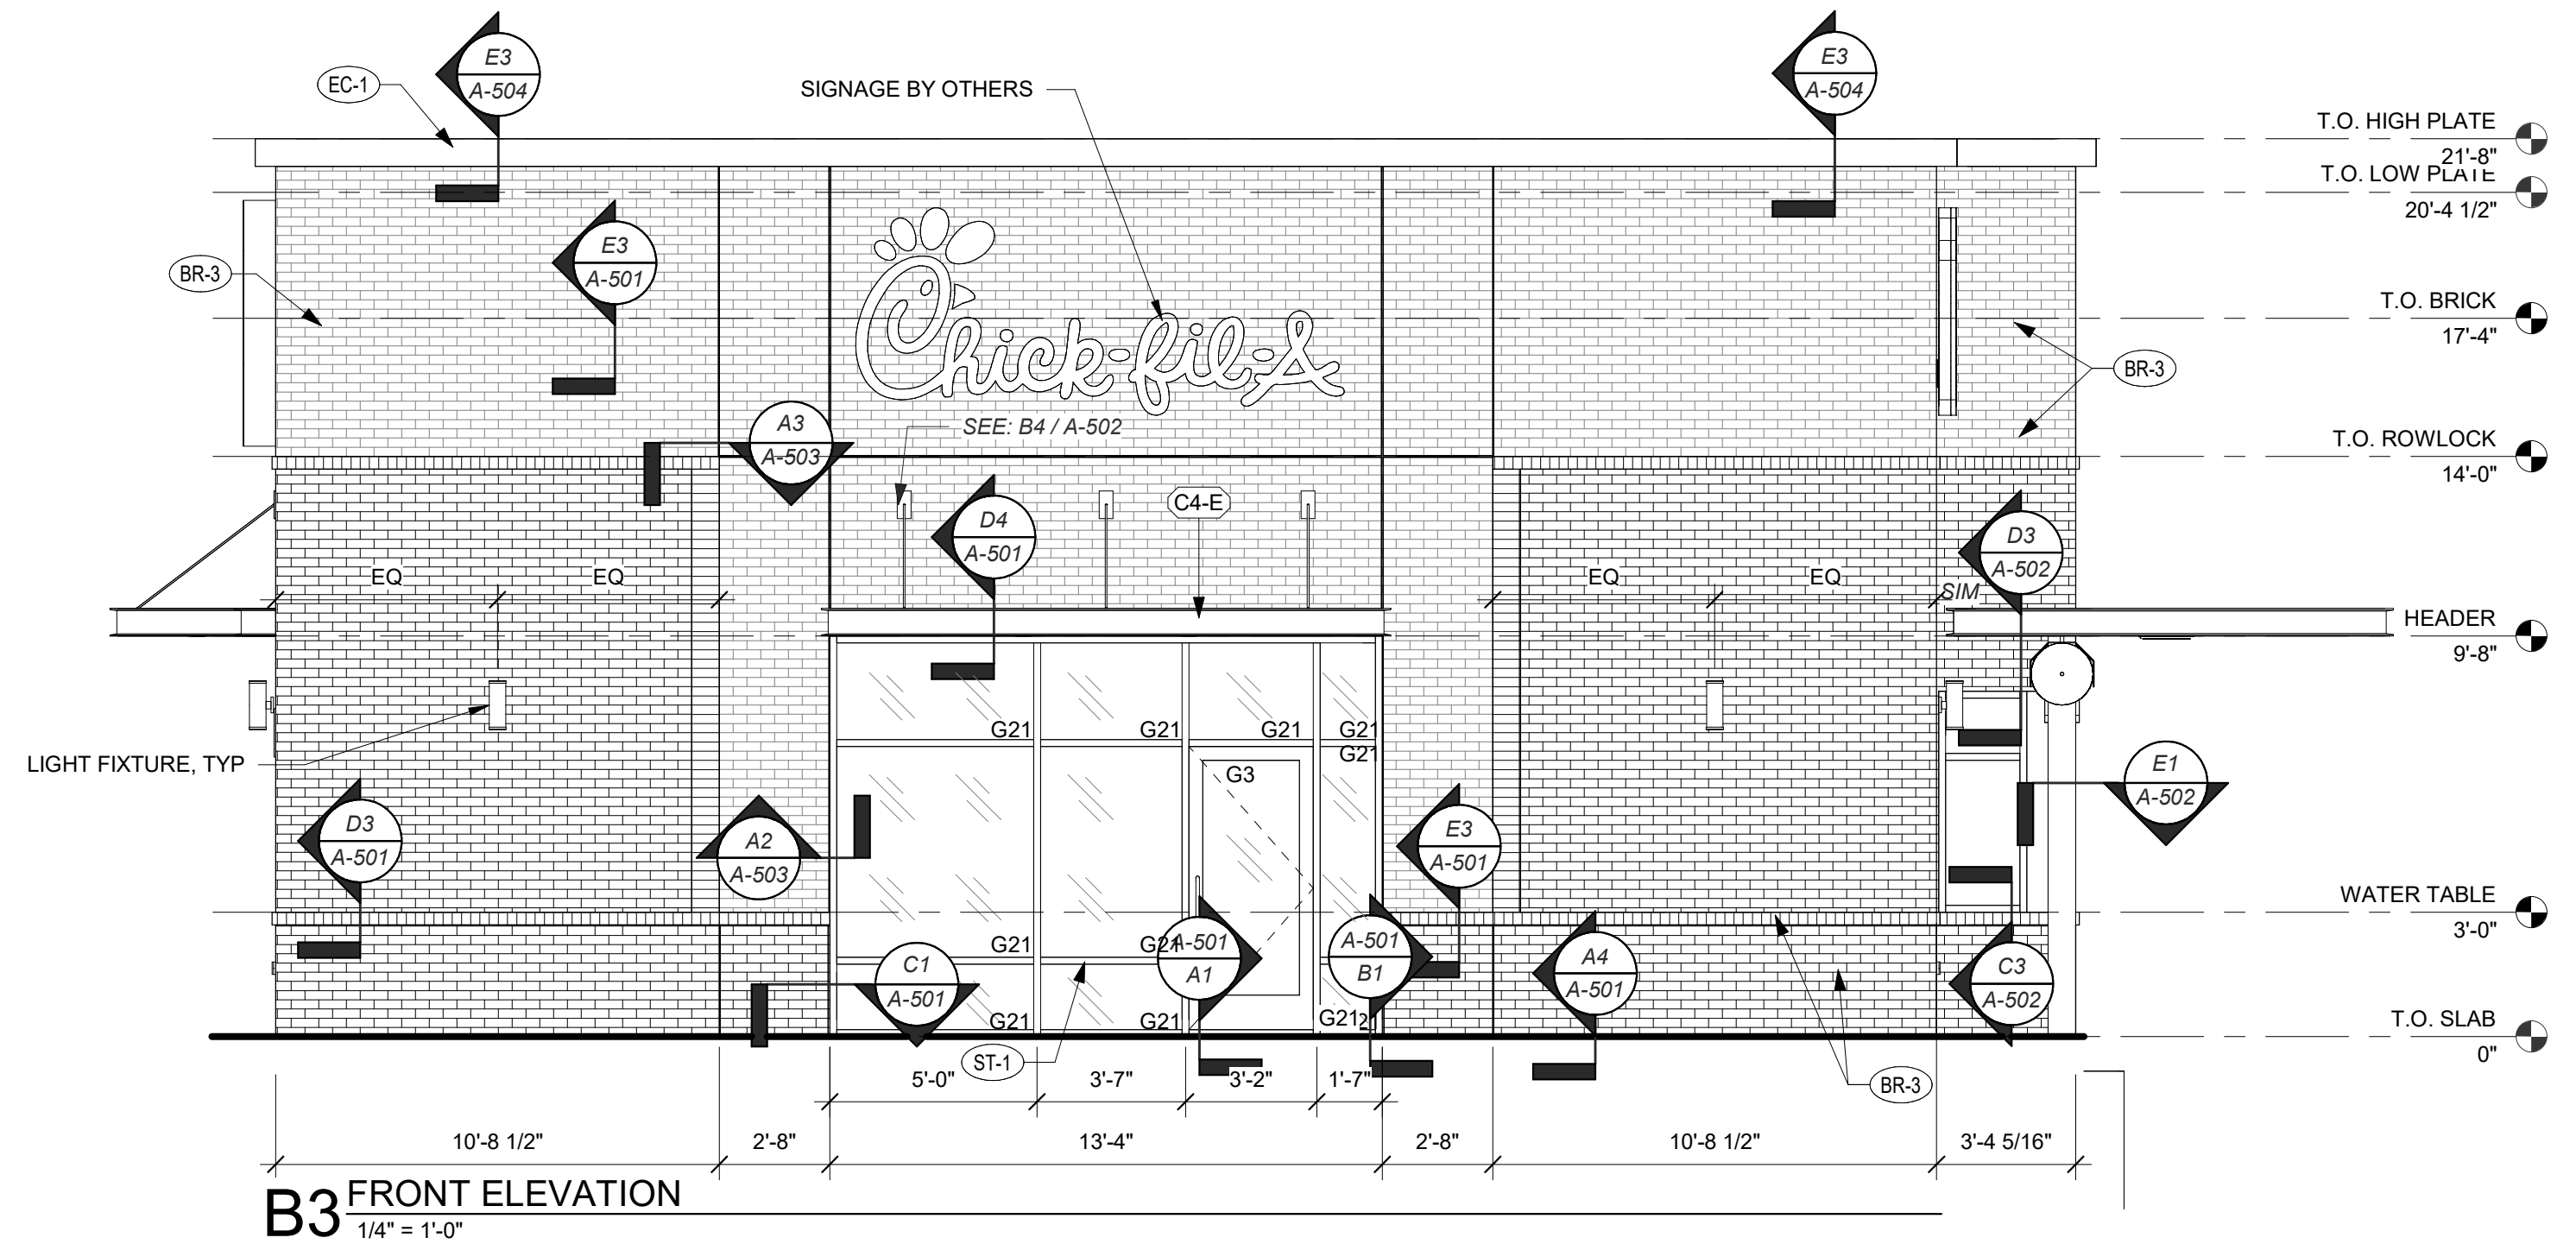 E3
A-504
E3
A-504
EC-1
SIGNAGE BY OTHERS
T.O. HIGH PLATE
21'-8"
T.O. LOW PLATE
20'-4 1/2"
E3
A-501
BR-3
T.O. BRICK
17'-4"
Chick-fil-A
BR-3
A3
A-503
SEE: B4 / A-502
T.O. ROWLOCK
14'-0"
C4-E
D4
A-501
D3
A-502
EQ
EQ
EQ
EQ
SIM
HEADER
9'-8"
G21
G21
G21
G21
G21
LIGHT FIXTURE, TYP
G3
E1
A-502
D3
A-501
A2
A-503
E3
A-501
WATER TABLE
3'-0"
G21
G21
A-501
A1
A-501
B1
A4
A-501
C1
A-501
C3
A-502
G21
G21
G21
T.O. SLAB
0"
ST-1
5'-0"
3'-7"
3'-2"
1'-7"
BR-3
10'-8 1/2"
2'-8"
13'-4"
2'-8"
10'-8 1/2"
3'-4 5/16"
B3 FRONT ELEVATION
1/4" = 1'-0"